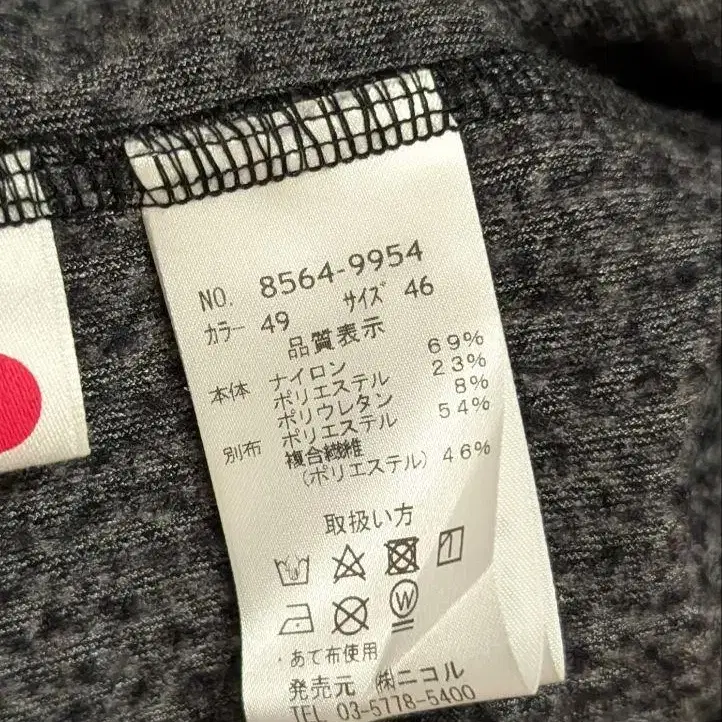 NO. 8564-9954
カラー 49 サイズ 46
品質表示
本体 ナイロン 69%
ポリエステル 23%
ポリウレタン 8%
別布 ポリエステル 54%
複合繊維
(ポリエステル) 46%
取扱い方
W
・あて布使用
発売元 ㈱ニコル
TEL 03-5778-5400